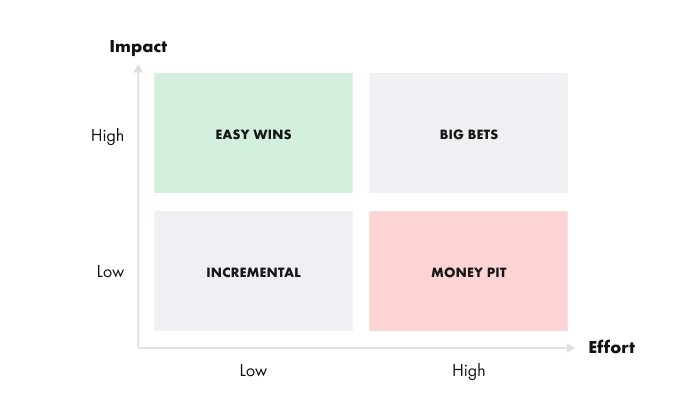 Impact
High
EASY WINS
BIG BETS
Low
INCREMENTAL
MONEY PIT
Effort
Low
High